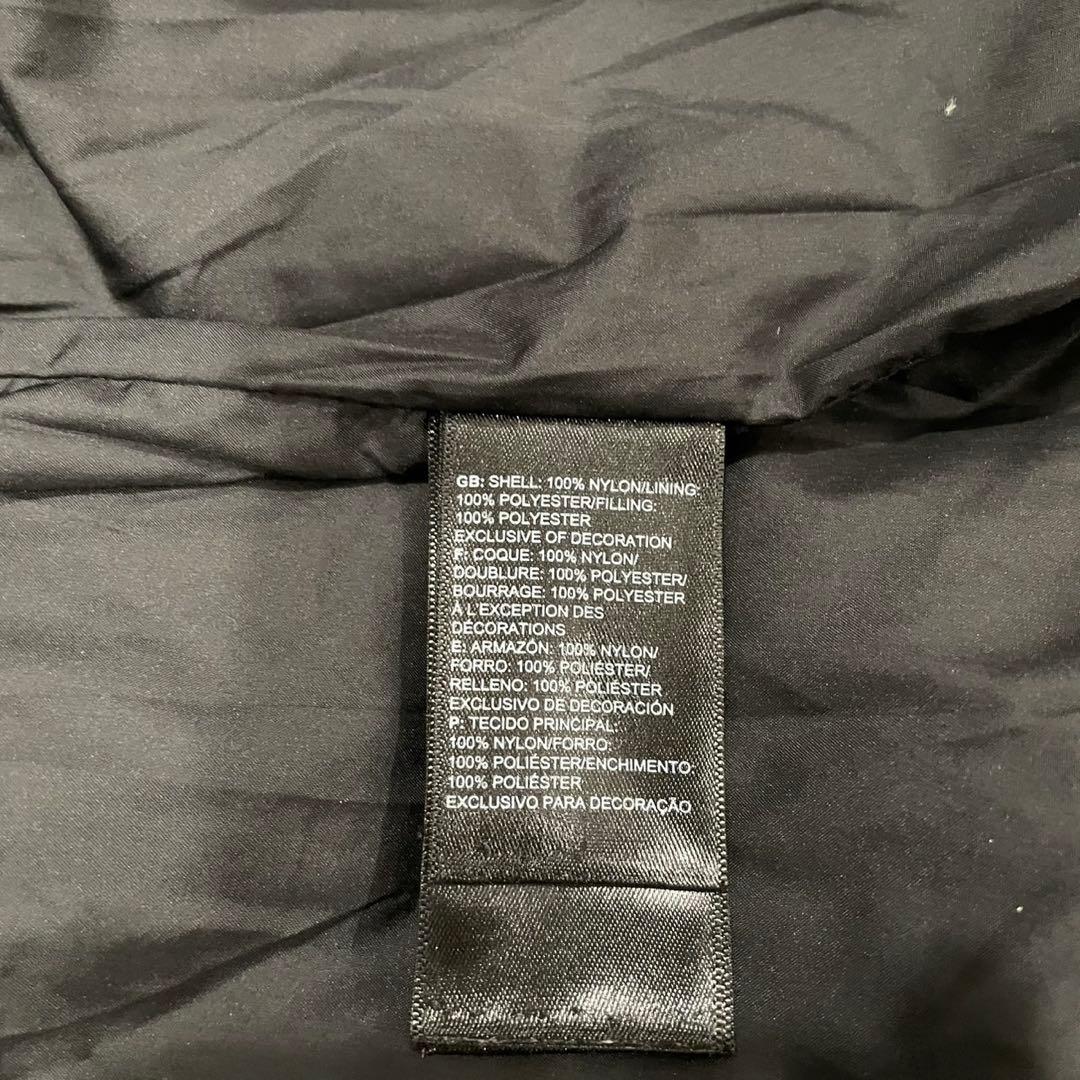 GB: SHELL: 100% NYLON/LINING:
100% POLYESTER/FILLING:
100% POLYESTER
EXCLUSIVE OF DECORATION
F: COQUE: 100% NYLON/
DOUBLURE: 100% POLYESTER/
BOURRAGE: 100% POLYESTER
À L'EXCEPTION DES
DÉCORATIONS
E: ARMAZÓN: 100% NYLON/
FORRO: 100% POLIÉSTER/
RELLENO: 100% POLIÉSTER
EXCLUSIVO DE DECORACIÓN
P: TECIDO PRINCIPAL:
100% NYLON/FORRO:
100% POLIÉSTER/ENCHIMENTO:
100% POLIÉSTER
EXCLUSIVO PARA DECORAÇÃO